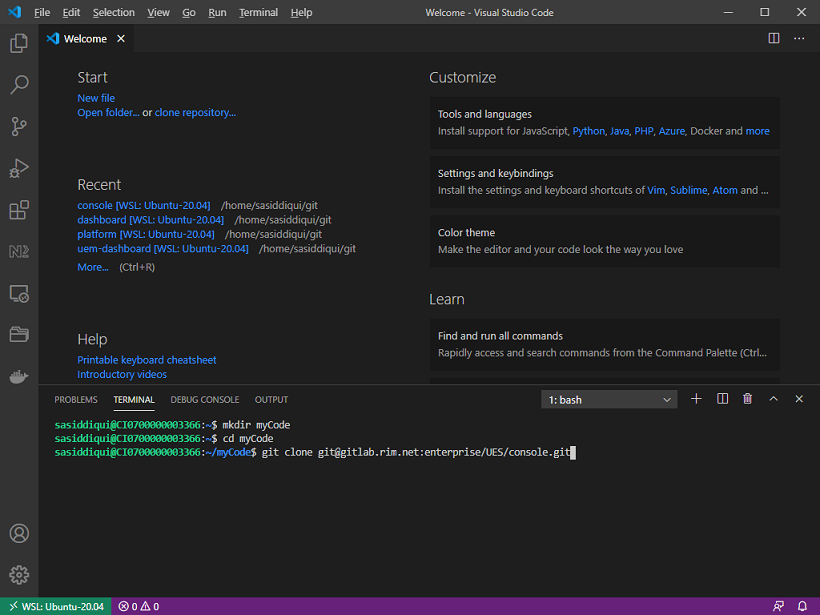 File Edit Selection View Go Run Terminal Help Welcome - Visual Studio Code
Welcome
Start
New file
Open folder... or clone repository...
Recent
console [WSL: Ubuntu-20.04] /home/sasiddiqui/git
dashboard [WSL: Ubuntu-20.04] /home/sasiddiqui/git
platform [WSL: Ubuntu-20.04] /home/sasiddiqui/git
uem-dashboard [WSL: Ubuntu-20.04] /home/sasiddiqui/git
More... (Ctrl+R)
Help
Printable keyboard cheatsheet
Introductory videos
Customize
Tools and languages
Install support for JavaScript, Python, Java, PHP, Azure, Docker and more
Settings and keybindings
Install the settings and keyboard shortcuts of Vim, Sublime, Atom and ...
Color theme
Make the editor and your code look the way you love
Learn
Find and run all commands
Rapidly access and search commands from the Command Palette (Ctrl...
PROBLEMS TERMINAL DEBUG CONSOLE OUTPUT 1: bash
sasiddiqui@CI0700000003366:~$ mkdir myCode
sasiddiqui@CI0700000003366:~$ cd myCode
sasiddiqui@CI0700000003366:~/myCode$ git clone git@gitlab.rim.net:enterprise/UES/console.git
WSL: Ubuntu-20.04 0 0